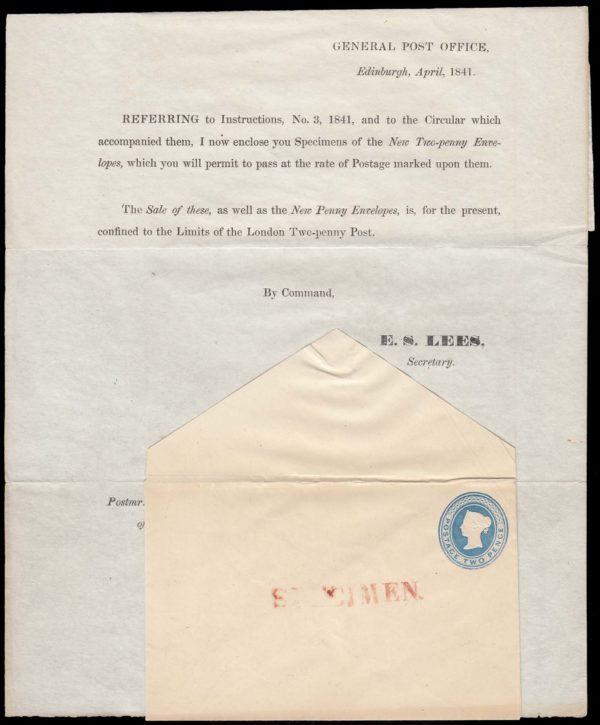 GENERAL POST OFFICE,
Edinburgh, April, 1841.
REFERRING to Instructions, No. 3, 1841, and to the Circular which
accompanied them, I now enclose you Specimens of the New Two-penny Enve-
lopes, which you will permit to pass at the rate of Postage marked upon them.
The Sale of these, as well as the New Penny Envelopes, is, for the present,
confined to the Limits of the London Two-penny Post.
By Command,
E. S. LEES,
Secretary.
Postmr.
of
POSTAGE TWO PENCE
SPECIMEN.